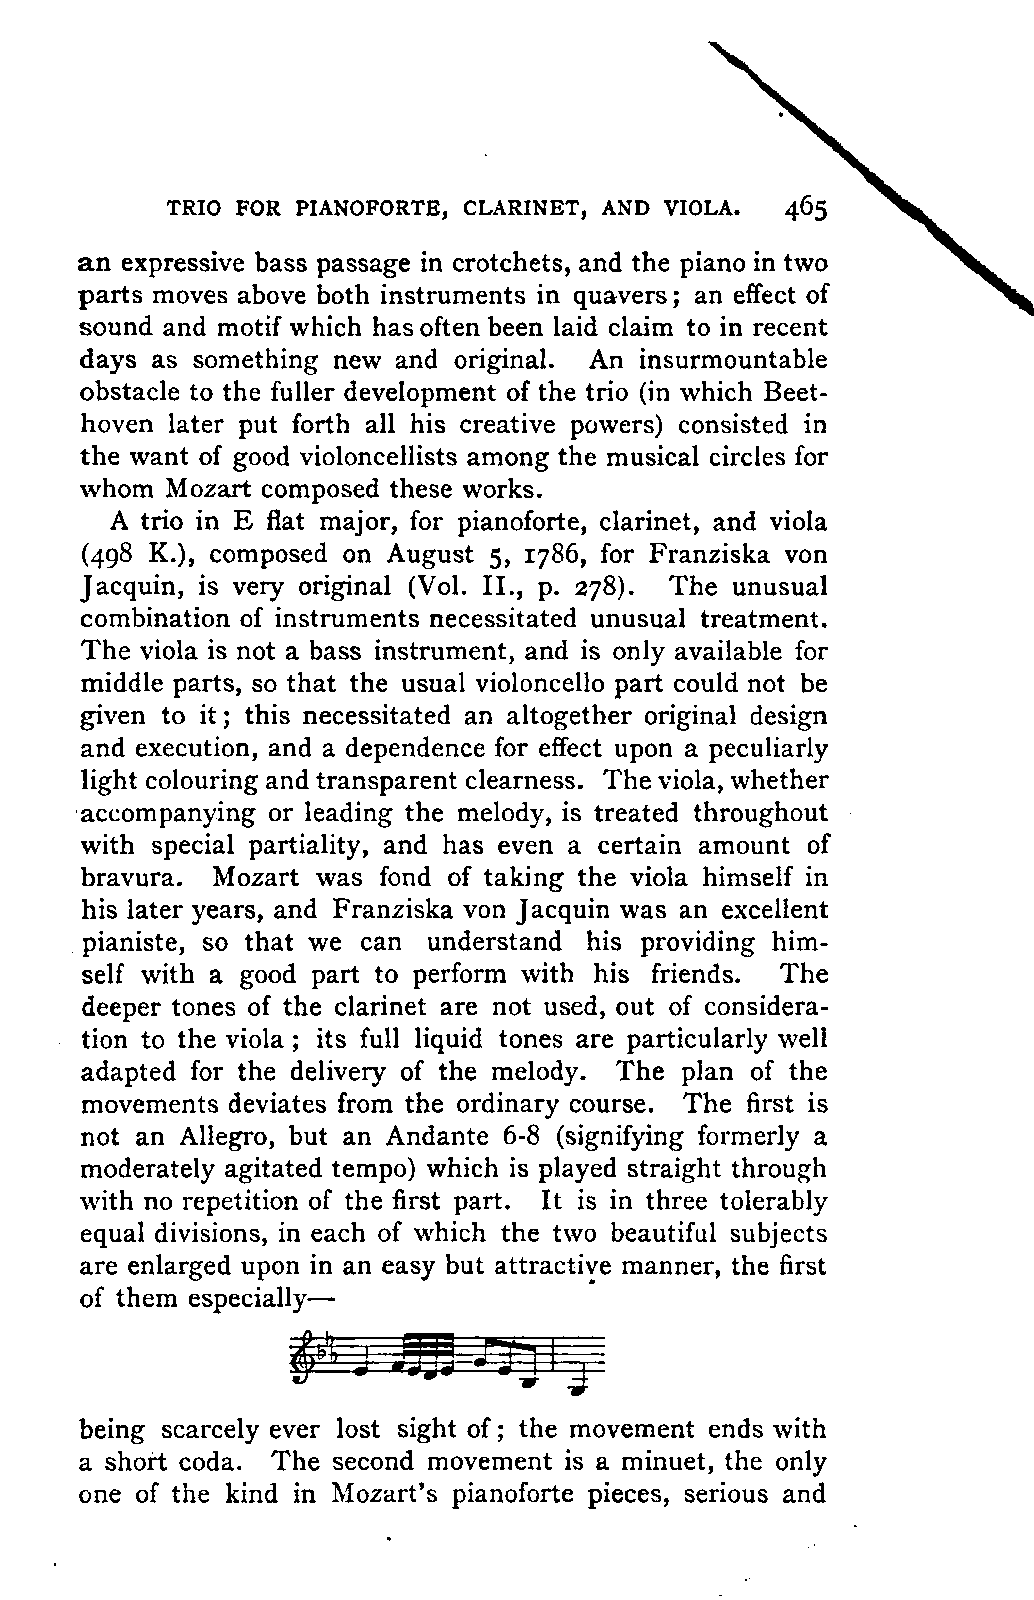 TRIO FOR PIANOFORTE, CLARINET, AND VIOLA. 465
an expressive bass passage in crotchets, and the piano in two
parts moves above both instruments in quavers; an effect of
sound and motif which has often been laid claim to in recent
days as something new and original. An insurmountable
obstacle to the fuller development of the trio (in which Beet-
hoven later put forth all his creative powers) consisted in
the want of good violoncellists among the musical circles for
whom Mozart composed these works.
A trio in E flat major, for pianoforte, clarinet, and viola
(498 K.), composed on August 5, 1786, for Franziska von
Jacquin, is very original (Vol. II., p. 278). The unusual
combination of instruments necessitated unusual treatment.
The viola is not a bass instrument, and is only available for
middle parts, so that the usual violoncello part could not be
given to it; this necessitated an altogether original design
and execution, and a dependence for effect upon a peculiarly
light colouring and transparent clearness. The viola, whether
accompanying or leading the melody, is treated throughout
with special partiality, and has even a certain amount of
bravura. Mozart was fond of taking the viola himself in
his later years, and Franziska von Jacquin was an excellent
pianiste, so that we can understand his providing him-
self with a good part to perform with his friends. The
deeper tones of the clarinet are not used, out of considera-
tion to the viola; its full liquid tones are particularly well
adapted for the delivery of the melody. The plan of the
movements deviates from the ordinary course. The first is
not an Allegro, but an Andante 6-8 (signifying formerly a
moderately agitated tempo) which is played straight through
with no repetition of the first part. It is in three tolerably
equal divisions, in each of which the two beautiful subjects
are enlarged upon in an easy but attractive manner, the first
of them especially—
being scarcely ever lost sight of; the movement ends with
a short coda. The second movement is a minuet, the only
one of the kind in Mozart's pianoforte pieces, serious and